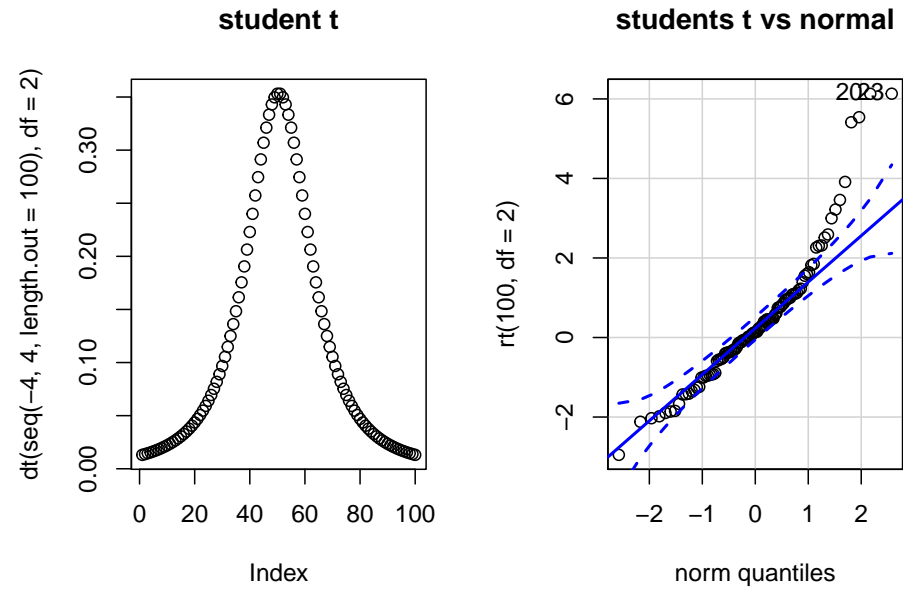 student t
dt(seq(−4, 4, length.out = 100), df = 2)
0.00 0.10 0.20 0.30
0 20 40 60 80 100
Index
students t vs normal
rt(100, df = 2)
−2 0 2 4 6
−2 −1 0 1 2
norm quantiles